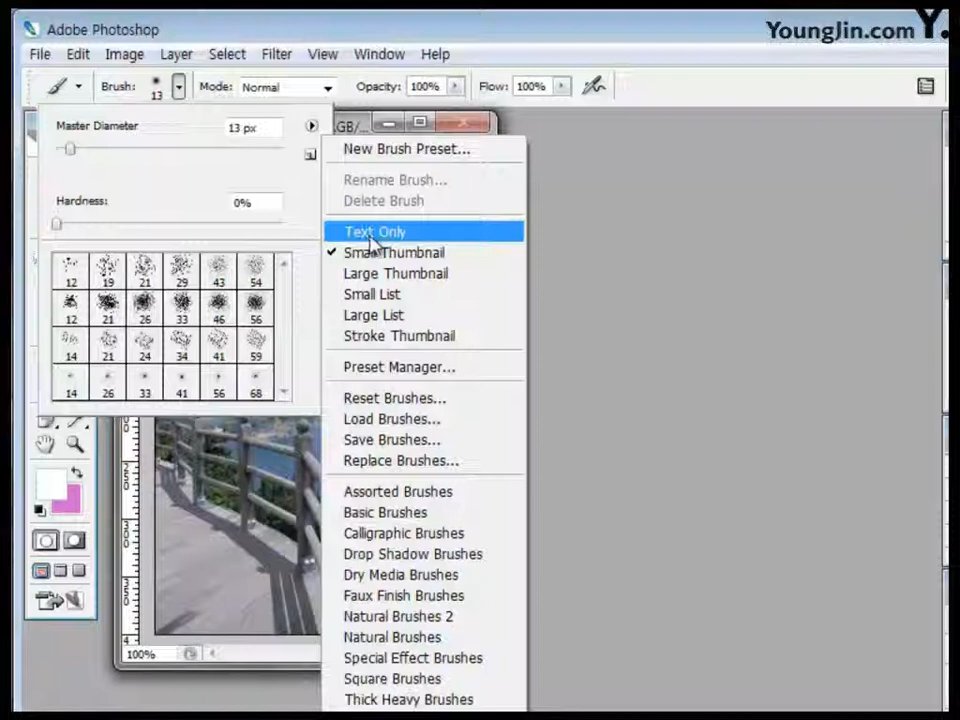 YoungJin.com Y.
Adobe Photoshop
File Edit Image Layer Select Filter View Window Help
Brush: 13 Mode: Normal Opacity: 100% Flow: 100%
Master Diameter 13 px
Hardness: 0%
12 19 21 29 43 54
12 21 26 33 46 56
14 21 24 34 41 59
14 26 33 41 56 68
RGB/...
New Brush Preset...
Rename Brush...
Delete Brush
Text Only
Small Thumbnail
Large Thumbnail
Small List
Large List
Stroke Thumbnail
Preset Manager...
Reset Brushes...
Load Brushes...
Save Brushes...
Replace Brushes...
Assorted Brushes
Basic Brushes
Calligraphic Brushes
Drop Shadow Brushes
Dry Media Brushes
Faux Finish Brushes
Natural Brushes 2
Natural Brushes
Special Effect Brushes
Square Brushes
Thick Heavy Brushes
250
300
350
4
100%